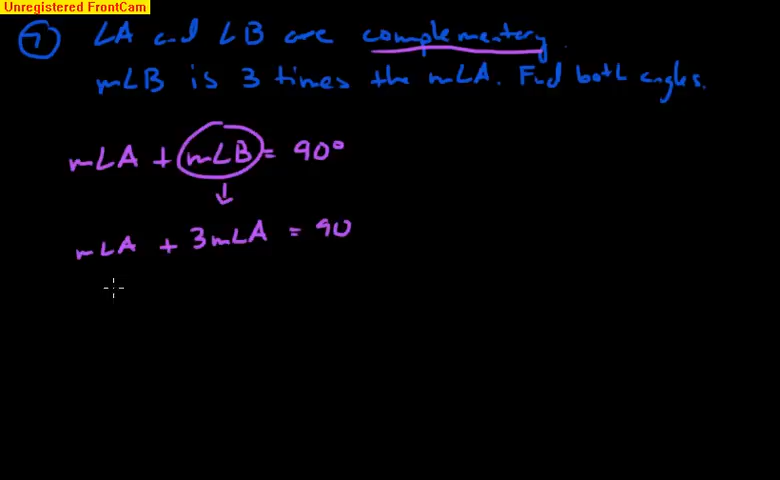 Unregistered FrontCam
7 ∠A and ∠B are complementary.
m∠B is 3 times the m∠A. Find both angles.
m∠A + m∠B = 90°
↓
m∠A + 3m∠A = 90